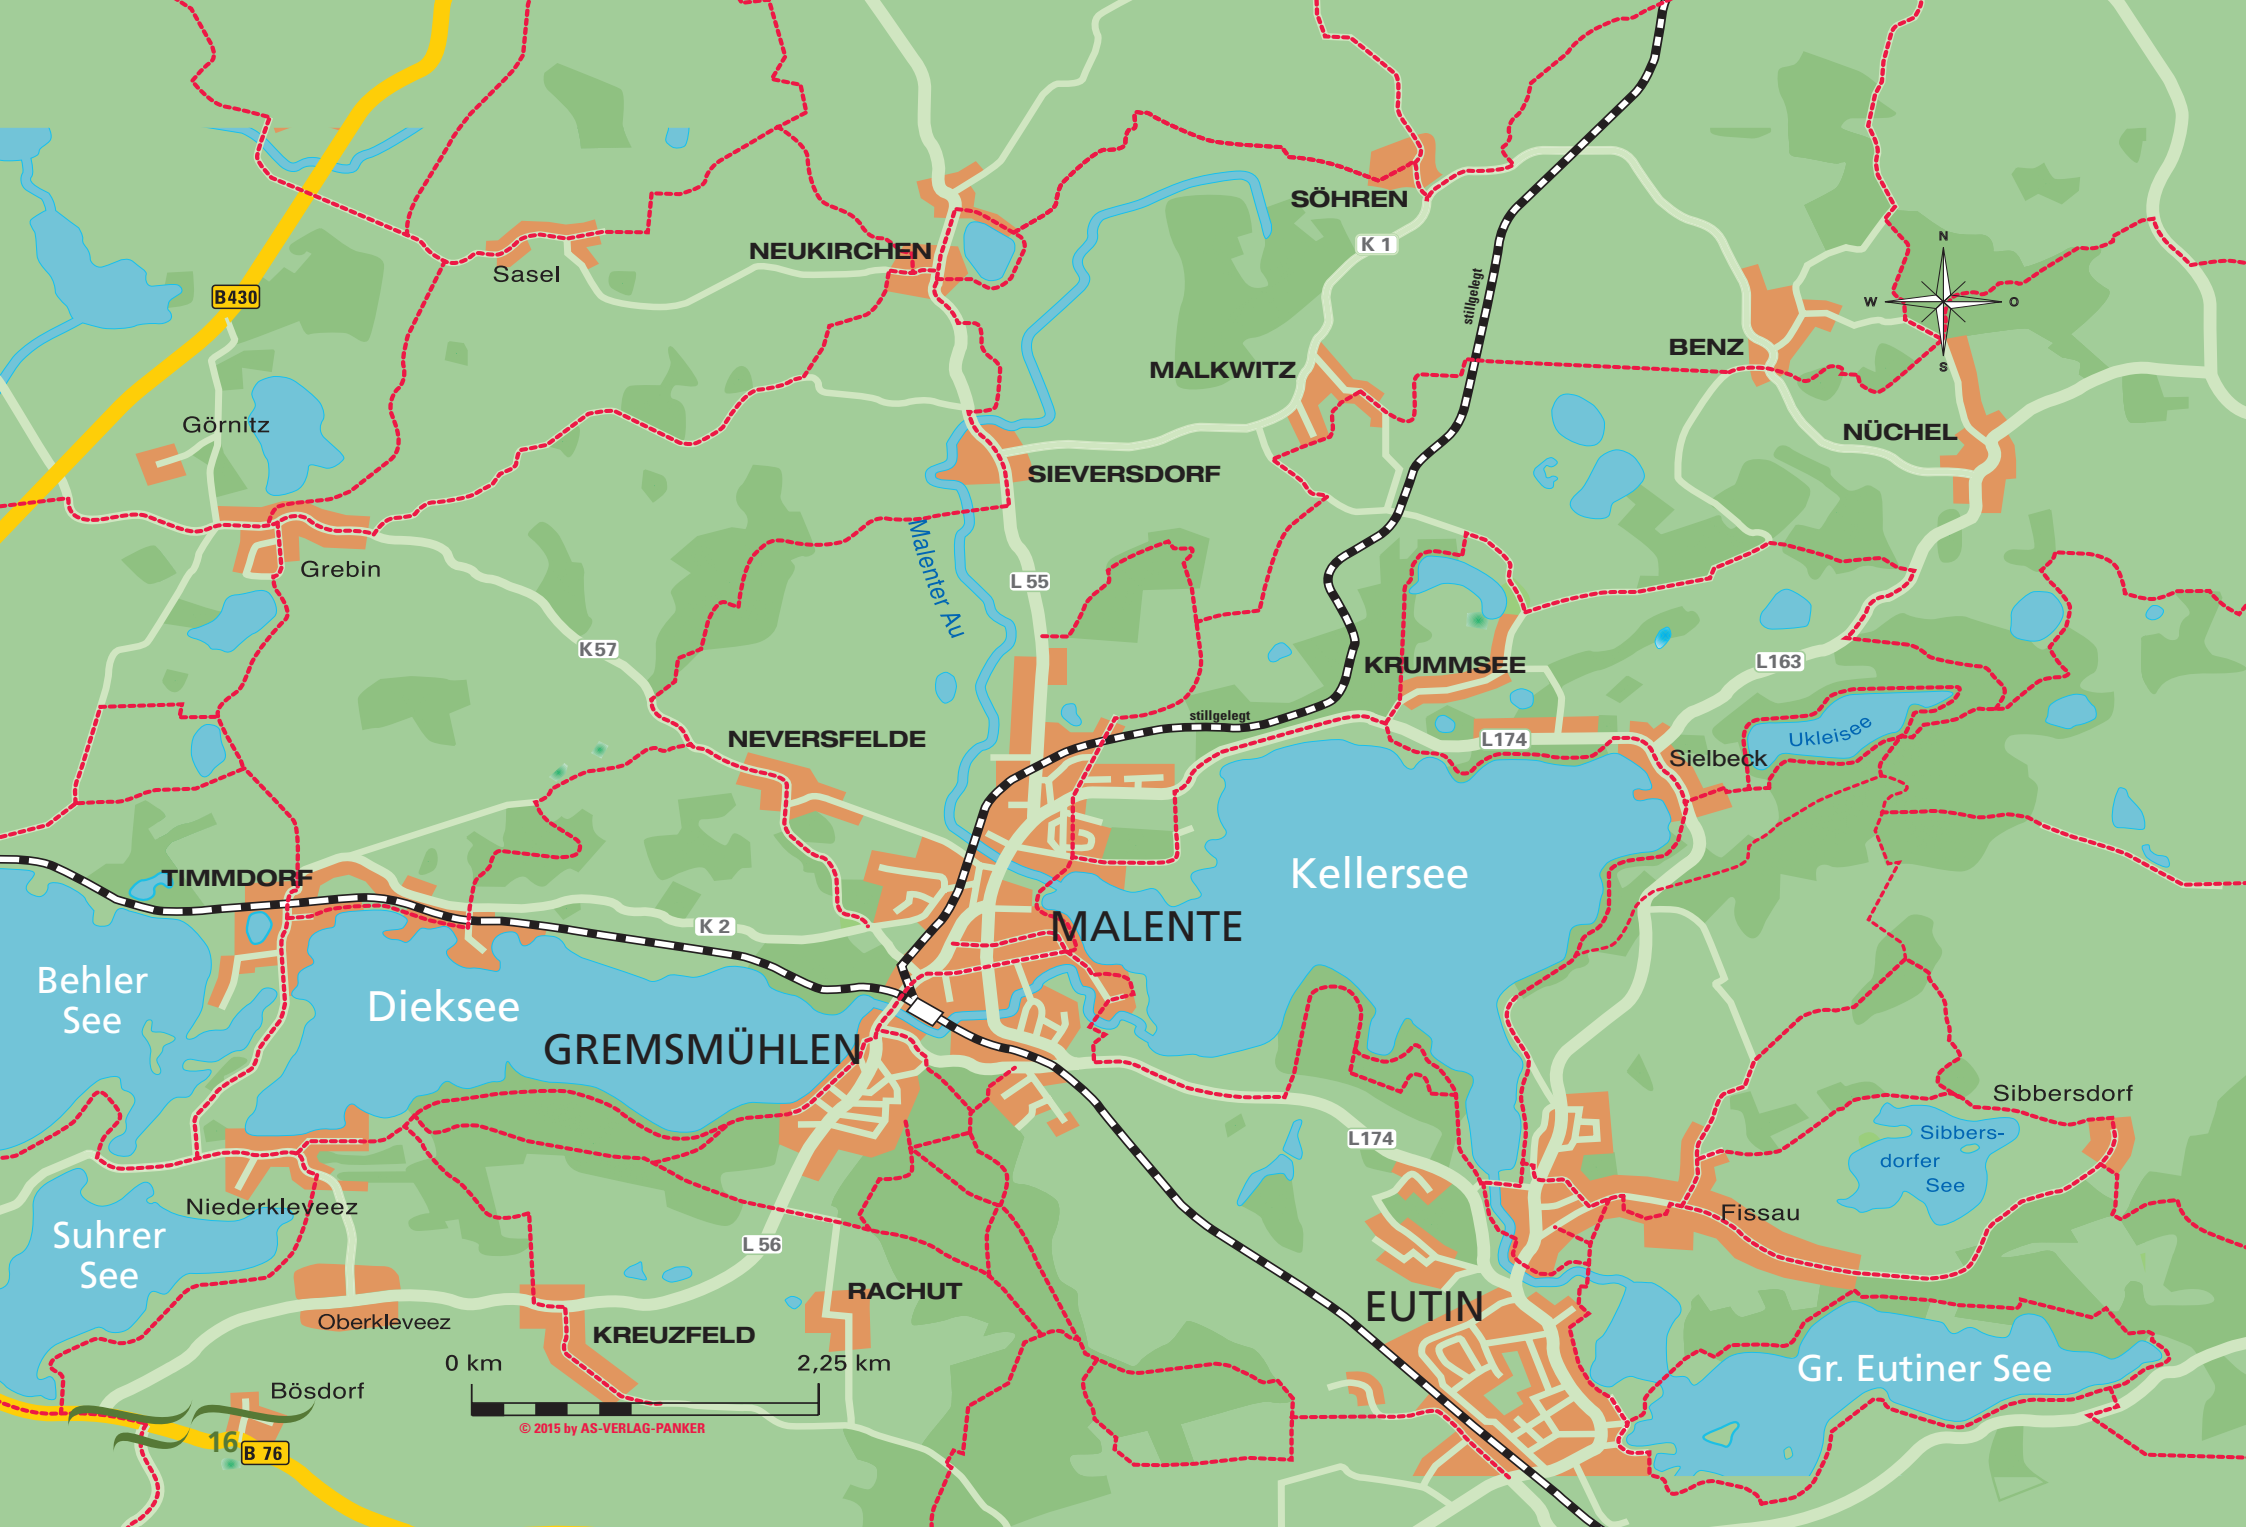 N
W
O
S
SÖHREN
K 1
NEUKIRCHEN
Sasel
B430
stillgelegt
BENZ
MALKWITZ
Görnitz
NÜCHEL
SIEVERSDORF
Malenter Au
Grebin
L 55
K57
KRUMMSEE
L163
stillgelegt
NEVERSFELDE
L174
Ukleisee
Sielbeck
TIMMDORF
Kellersee
K 2
MALENTE
Behler
See
Dieksee
GREMSMÜHLEN
Sibbersdorf
L174
Sibbers-
dorfer
See
Niederkleveez
Fissau
Suhrer
See
L 56
RACHUT
EUTIN
Oberkleveez
KREUZFELD
0 km
2,25 km
Gr. Eutiner See
Bösdorf
© 2015 by AS-VERLAG-PANKER
16
B 76